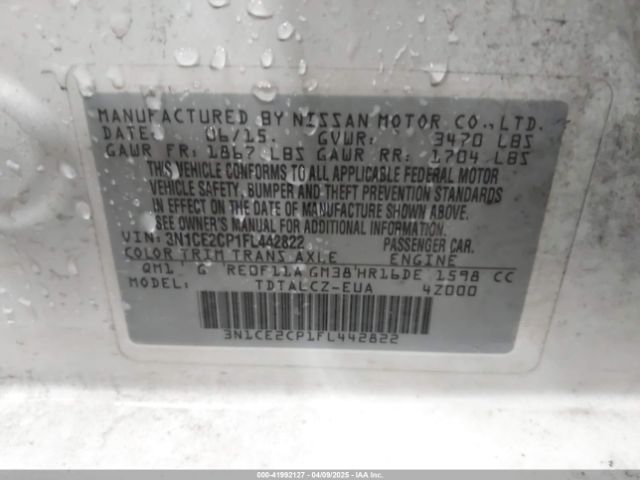 MANUFACTURED BY NISSAN MOTOR CO., LTD.
DATE: 06/15. GVWR: 3470 LBS
GAWR FR: 1867 LBS GAWR RR: 1704 LBS
THIS VEHICLE CONFORMS TO ALL APPLICABLE FEDERAL MOTOR
VEHICLE SAFETY, BUMPER AND THEFT PREVENTION STANDARDS
IN EFFECT ON THE DATE OF MANUFACTURE SHOWN ABOVE.
SEE OWNER'S MANUAL FOR ADDITIONAL INFORMATION.
VIN: 3N1CE2CP1FL442822 PASSENGER CAR.
COLOR TRIM TRANS AXLE ENGINE
QM1 G RE0F11A GM38 HR16DE 1598 CC
MODEL: TDTALCZ-EUA 4Z000
3N1CE2CP1FL442822
000-41992127 - 04/09/2025 - IAAI.com